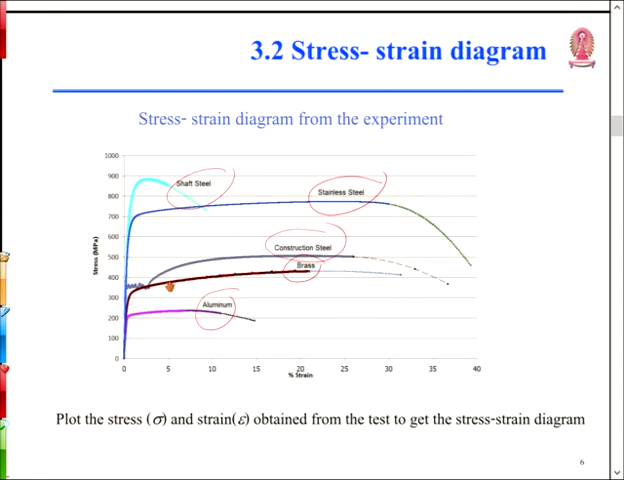 3.2 Stress- strain diagram
Stress- strain diagram from the experiment
1000
900
800
700
600
500
400
300
200
100
0
Stress (MPa)
Shaft Steel
Stainless Steel
Construction Steel
Brass
Aluminum
0 5 10 15 20 25 30 35 40
% Strain
Plot the stress (σ) and strain(ε) obtained from the test to get the stress-strain diagram
6